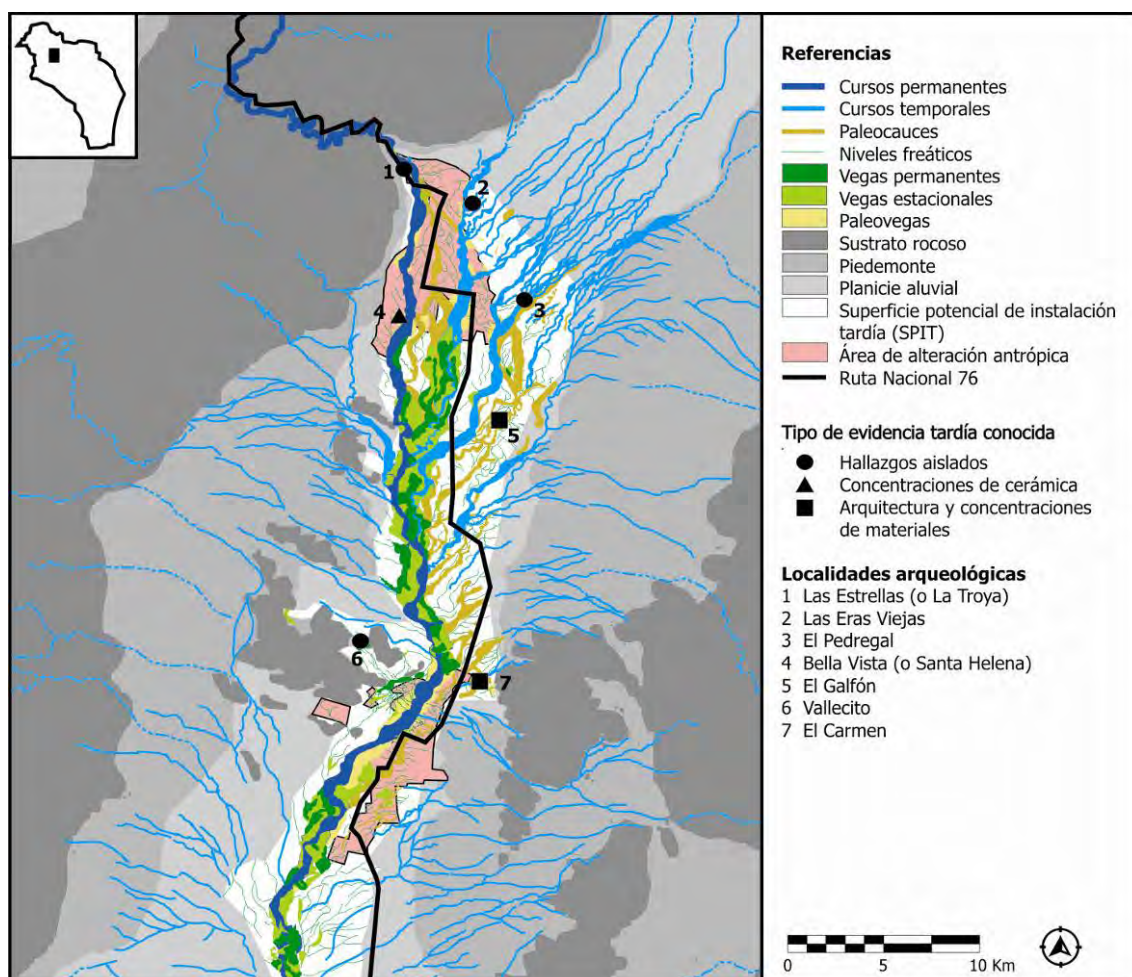 Referencias
Cursos permanentes
Cursos temporales
Paleocauces
Niveles freáticos
Vegas permanentes
Vegas estacionales
Paleovegas
Sustrato rocoso
Piedemonte
Planicie aluvial
Superficie potencial de instalación
tardía (SPIT)
Área de alteración antrópica
Ruta Nacional 76
Tipo de evidencia tardía conocida
Hallazgos aislados
Concentraciones de cerámica
Arquitectura y concentraciones
de materiales
Localidades arqueológicas
1 Las Estrellas (o La Troya)
2 Las Eras Viejas
3 El Pedregal
4 Bella Vista (o Santa Helena)
5 El Galfón
6 Vallecito
7 El Carmen
0 5 10 Km
1
2
3
4
5
6
7